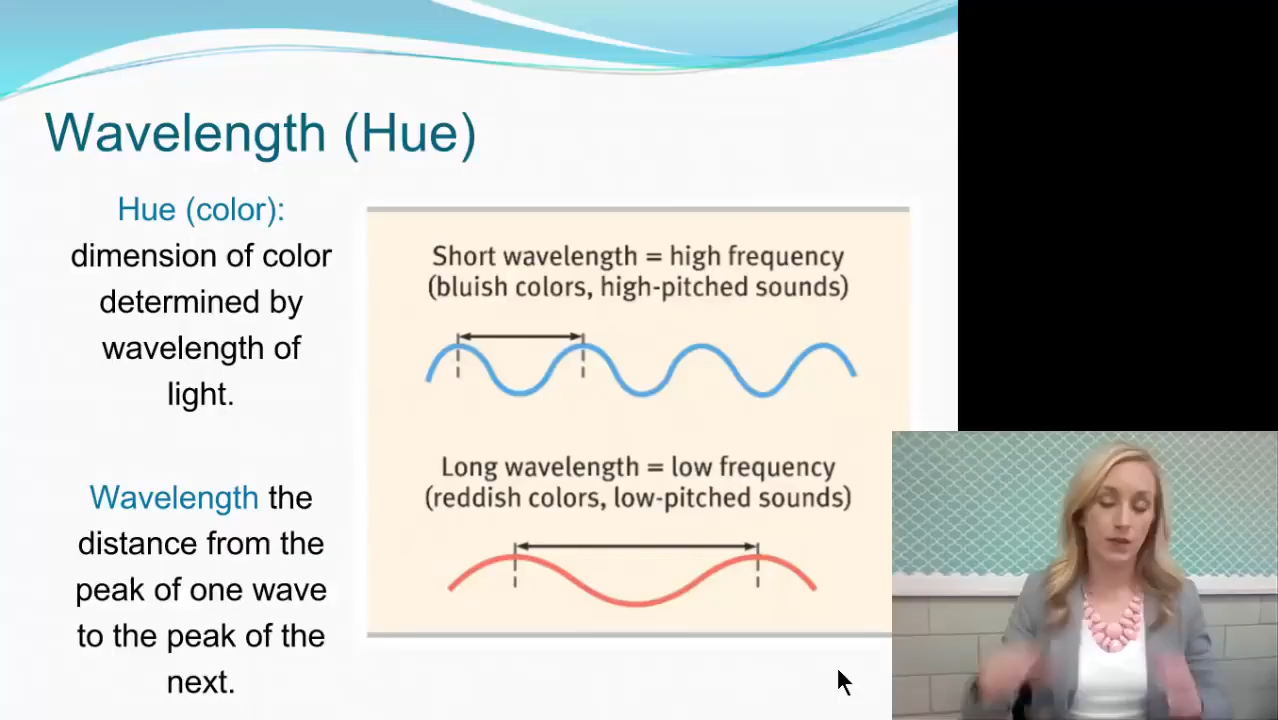 Wavelength (Hue)
Hue (color):
dimension of color
determined by
wavelength of
light.
Wavelength the
distance from the
peak of one wave
to the peak of the
next.
Short wavelength = high frequency
(bluish colors, high-pitched sounds)
Long wavelength = low frequency
(reddish colors, low-pitched sounds)